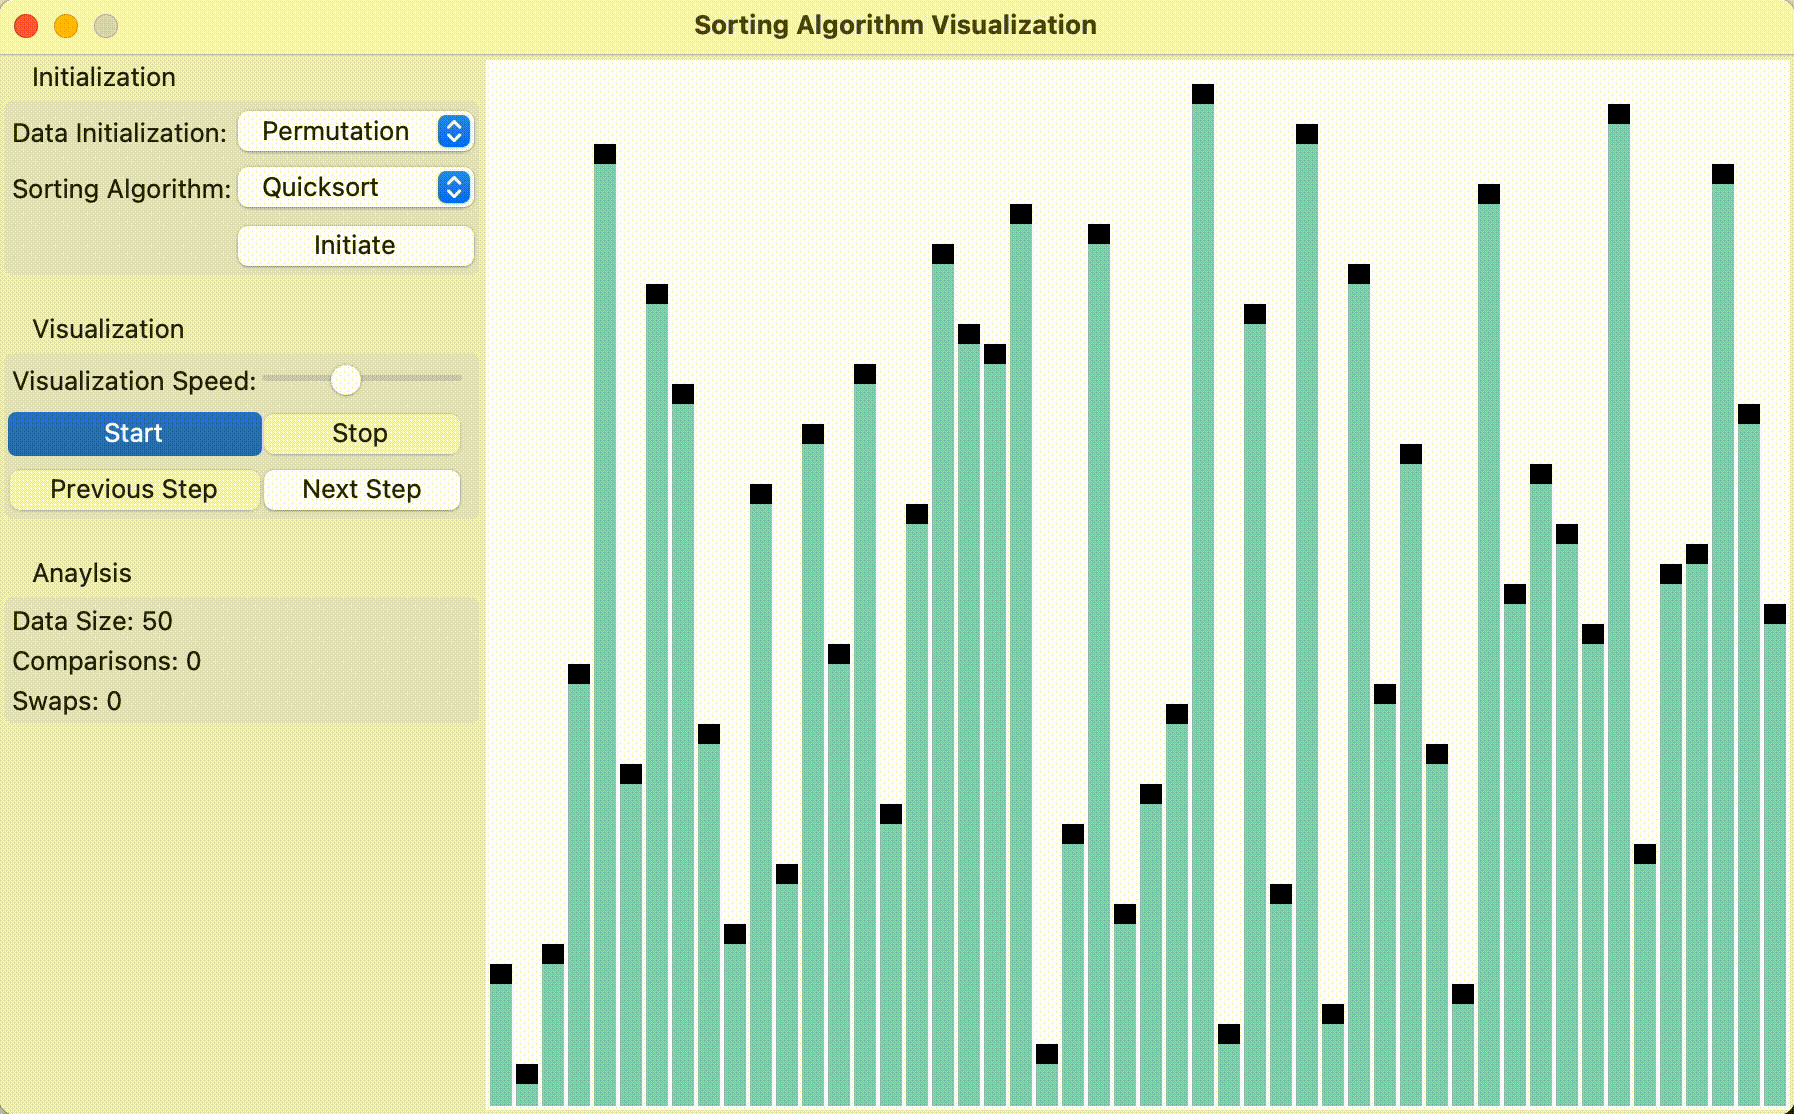 Sorting Algorithm Visualization
Initialization
Data Initialization: Permutation
Sorting Algorithm: Quicksort
Initiate
Visualization
Visualization Speed:
Start Stop
Previous Step Next Step
Anaylsis
Data Size: 50
Comparisons: 0
Swaps: 0